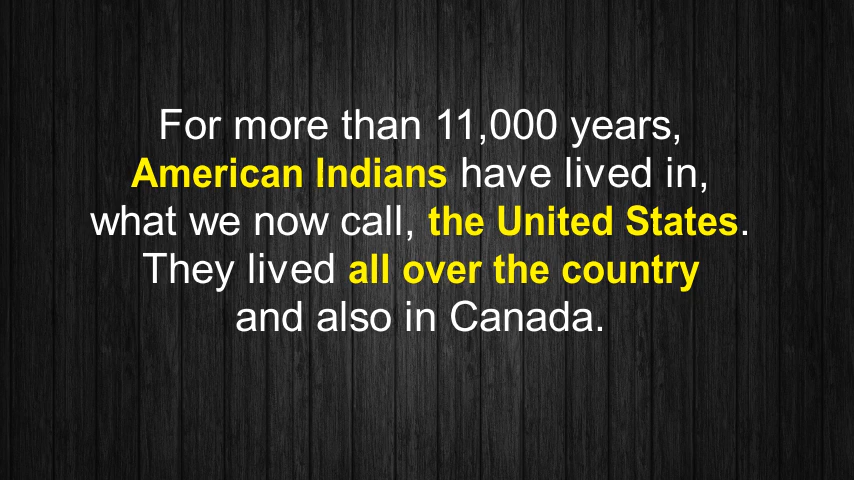 For more than 11,000 years,
American Indians have lived in,
what we now call, the United States.
They lived all over the country
and also in Canada.